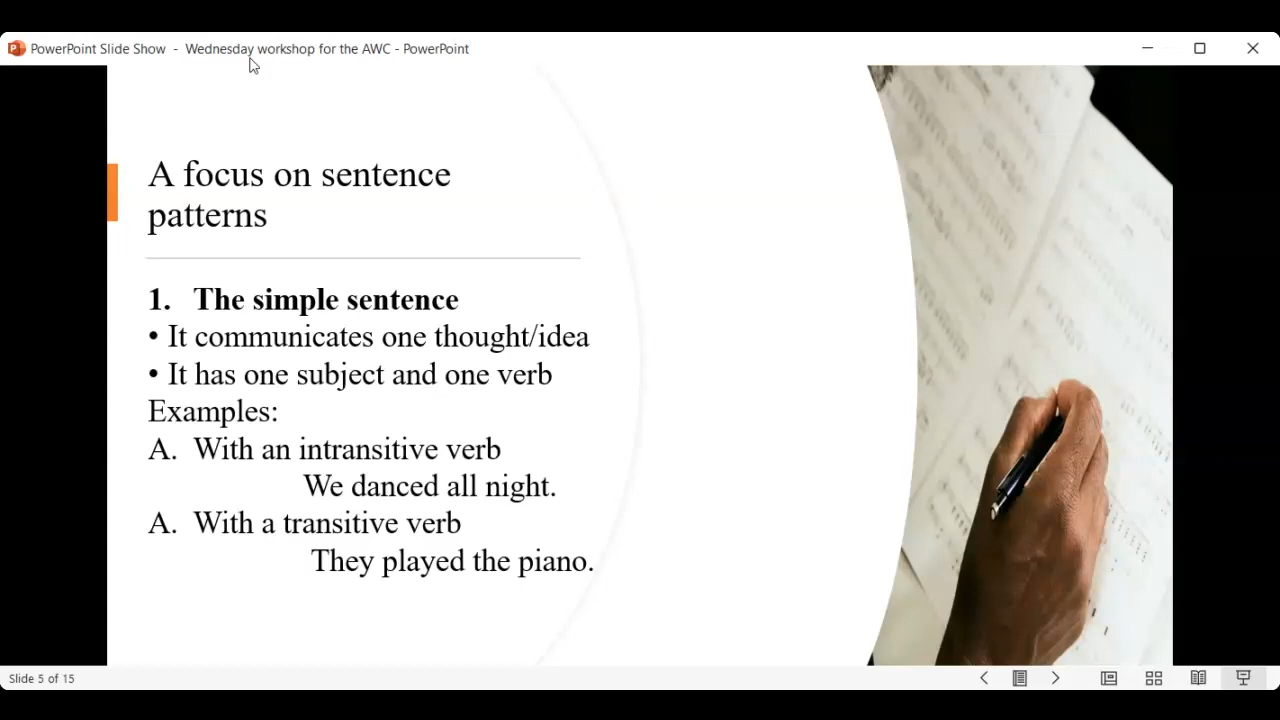 PowerPoint Slide Show - Wednesday workshop for the AWC - PowerPoint
A focus on sentence
patterns
1. The simple sentence
• It communicates one thought/idea
• It has one subject and one verb
Examples:
A. With an intransitive verb
We danced all night.
A. With a transitive verb
They played the piano.
Slide 5 of 15